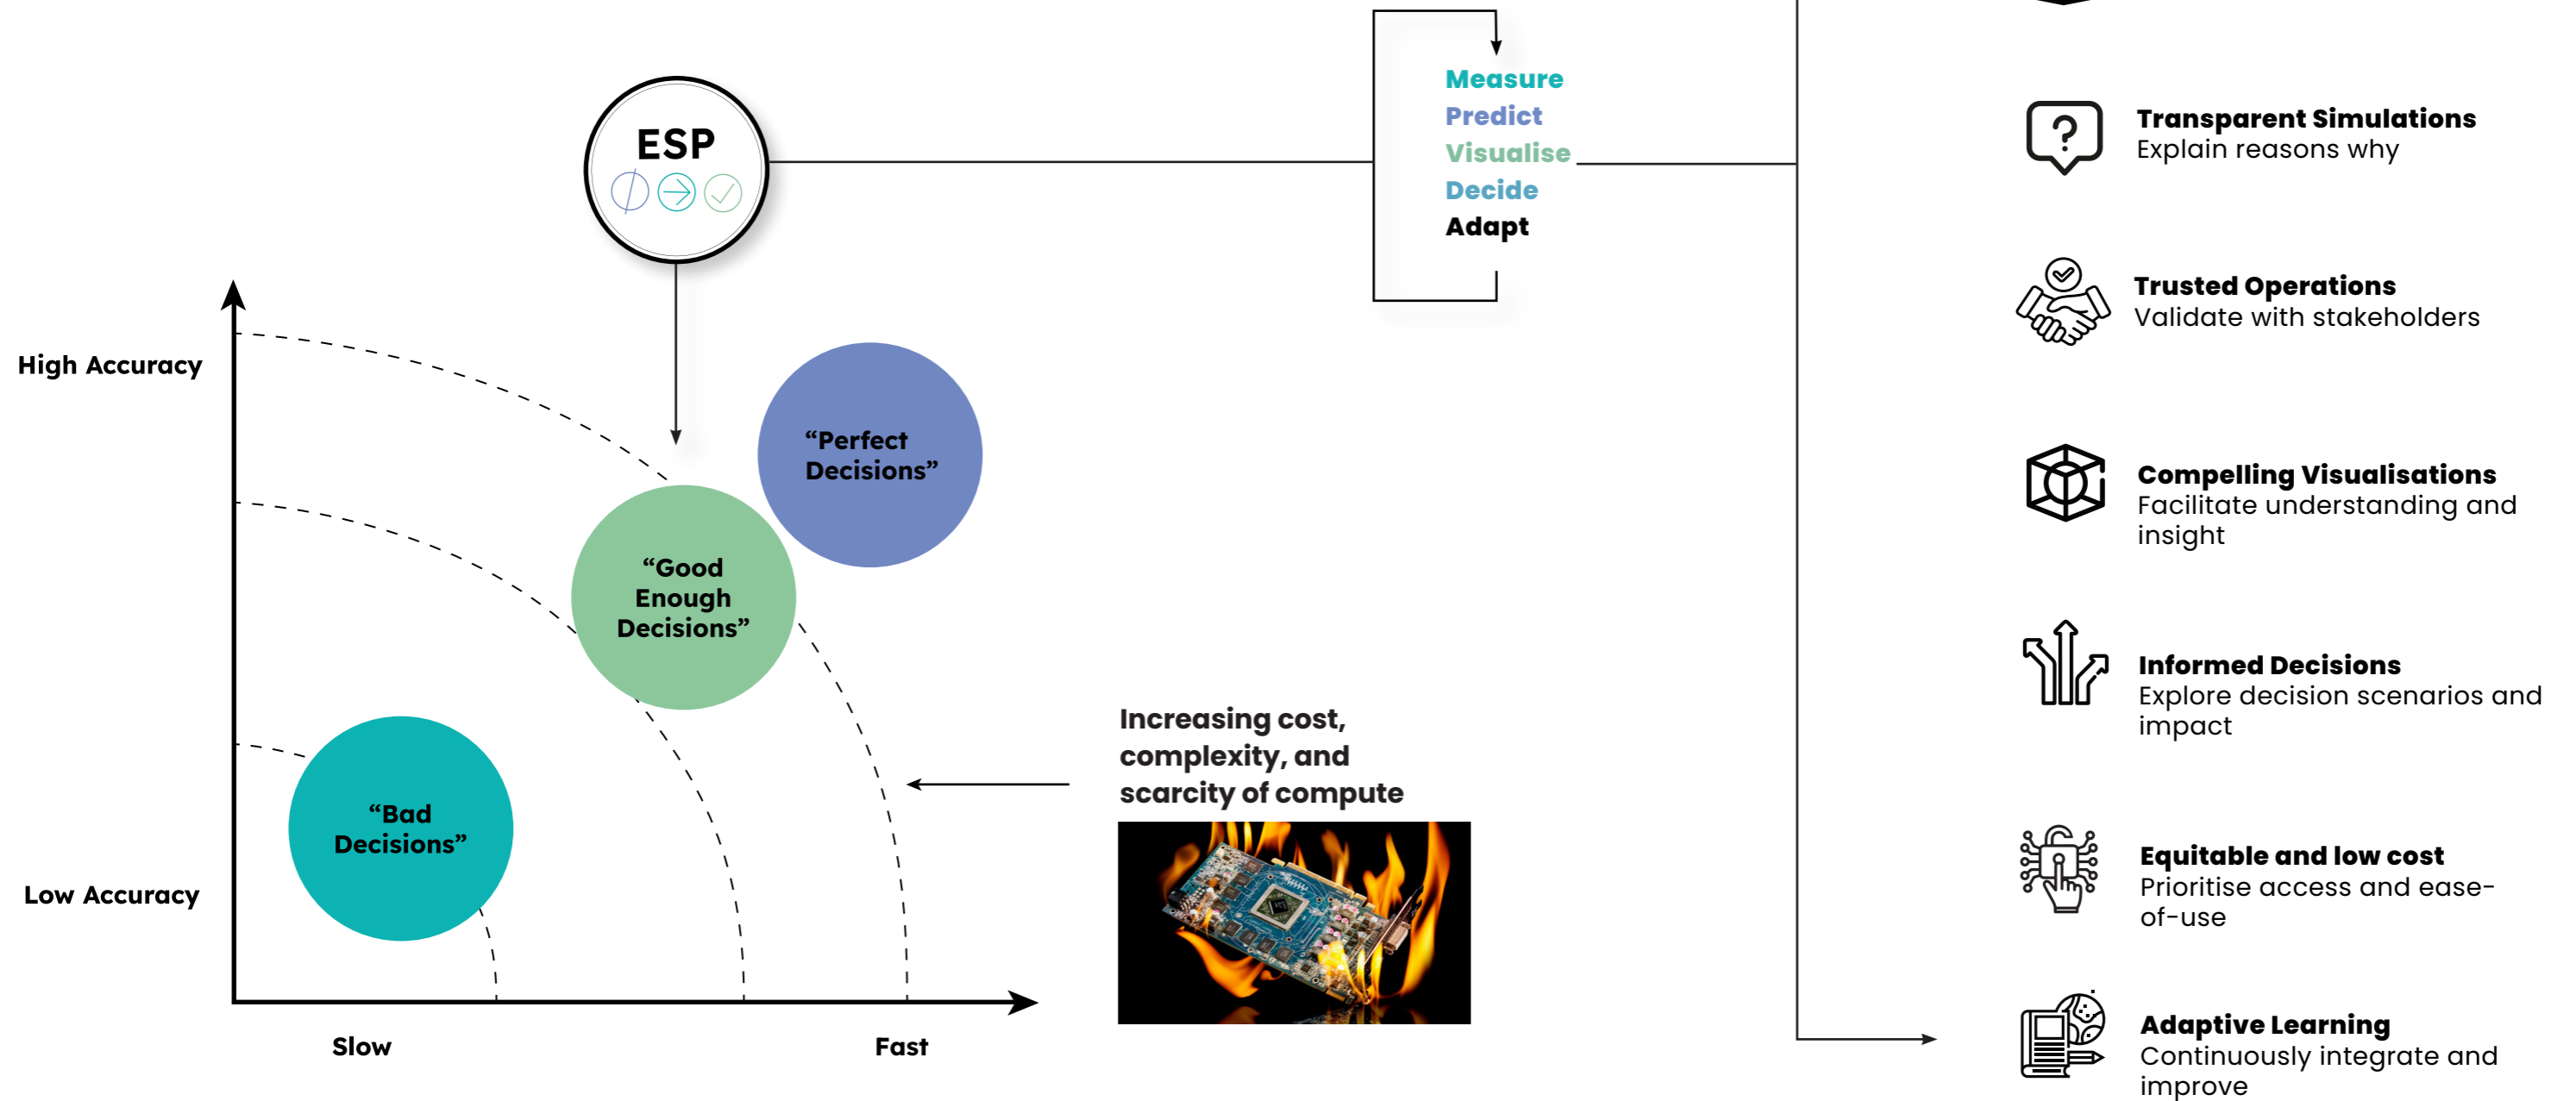 ESP
High Accuracy
Low Accuracy
Slow
Fast
“Perfect
Decisions”
“Good
Enough
Decisions”
“Bad
Decisions”
Increasing cost,
complexity, and
scarcity of compute
Measure
Predict
Visualise
Decide
Adapt
Transparent Simulations
Explain reasons why
Trusted Operations
Validate with stakeholders
Compelling Visualisations
Facilitate understanding and
insight
Informed Decisions
Explore decision scenarios and
impact
Equitable and low cost
Prioritise access and ease-
of-use
Adaptive Learning
Continuously integrate and
improve